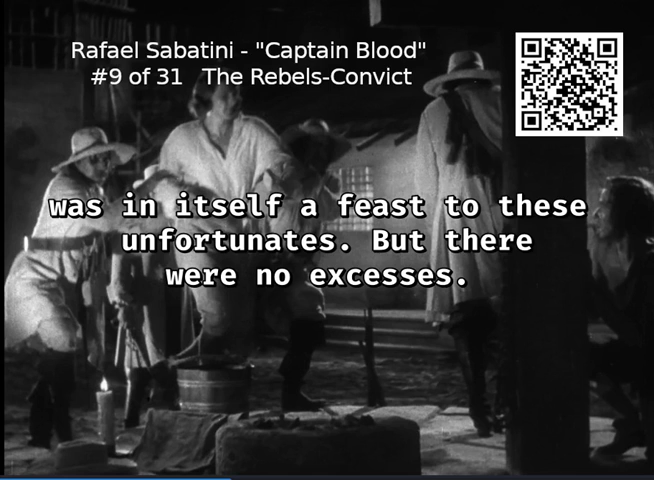 Rafael Sabatini - "Captain Blood"
#9 of 31   The Rebels-Convict
was in itself a feast to these
unfortunates. But there
were no excesses.